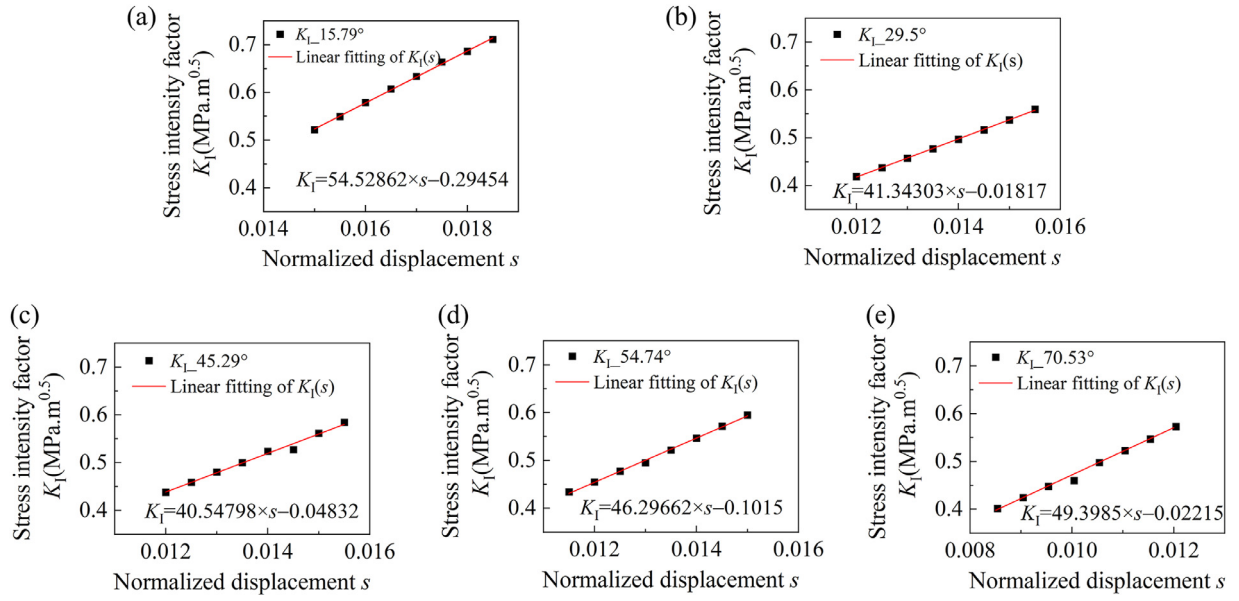 (a)
Stress intensity factor
K_I(MPa.m^0.5)
0.7
0.6
0.5
0.4
K_I_15.79°
Linear fitting of K_I(s)
K_I=54.52862×s−0.29454
0.014
0.016
0.018
Normalized displacement s
(b)
Stress intensity factor
K_I(MPa.m^0.5)
0.7
0.6
0.5
0.4
K_I_29.5°
Linear fitting of K_I(s)
K_I=41.34303×s−0.01817
0.012
0.014
0.016
Normalized displacement s
(c)
Stress intensity factor
K_I(MPa.m^0.5)
0.7
0.6
0.5
0.4
K_I_45.29°
Linear fitting of K_I(s)
K_I=40.54798×s−0.04832
0.012
0.014
0.016
Normalized displacement s
(d)
Stress intensity factor
K_I(MPa.m^0.5)
0.7
0.6
0.5
0.4
K_I_54.74°
Linear fitting of K_I(s)
K_I=46.29662×s−0.1015
0.012
0.014
0.016
Normalized displacement s
(e)
Stress intensity factor
K_I(MPa.m^0.5)
0.7
0.6
0.5
0.4
K_I_70.53°
Linear fitting of K_I(s)
K_I=49.3985×s−0.02215
0.008
0.010
0.012
Normalized displacement s